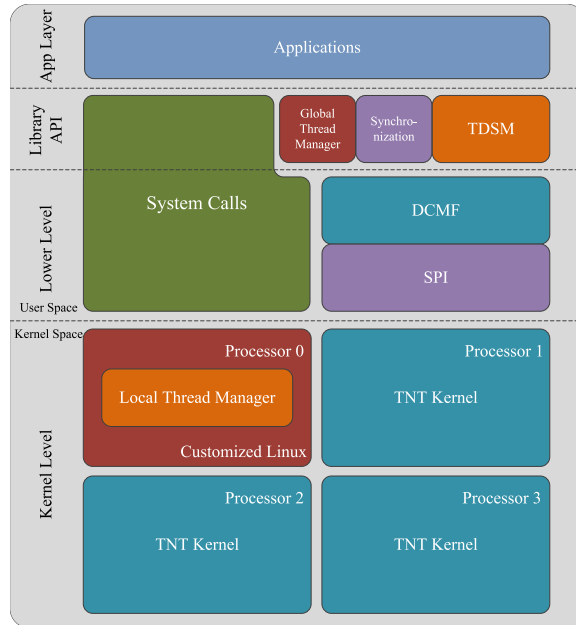 App Layer
Applications
Library
API
Global
Thread
Manager
Synchro-
nization
TDSM
System Calls
Lower Level
DCMF
SPI
User Space
Kernel Space
Kernel Level
Processor 0
Local Thread Manager
Customized Linux
Processor 1
TNT Kernel
Processor 2
TNT Kernel
Processor 3
TNT Kernel